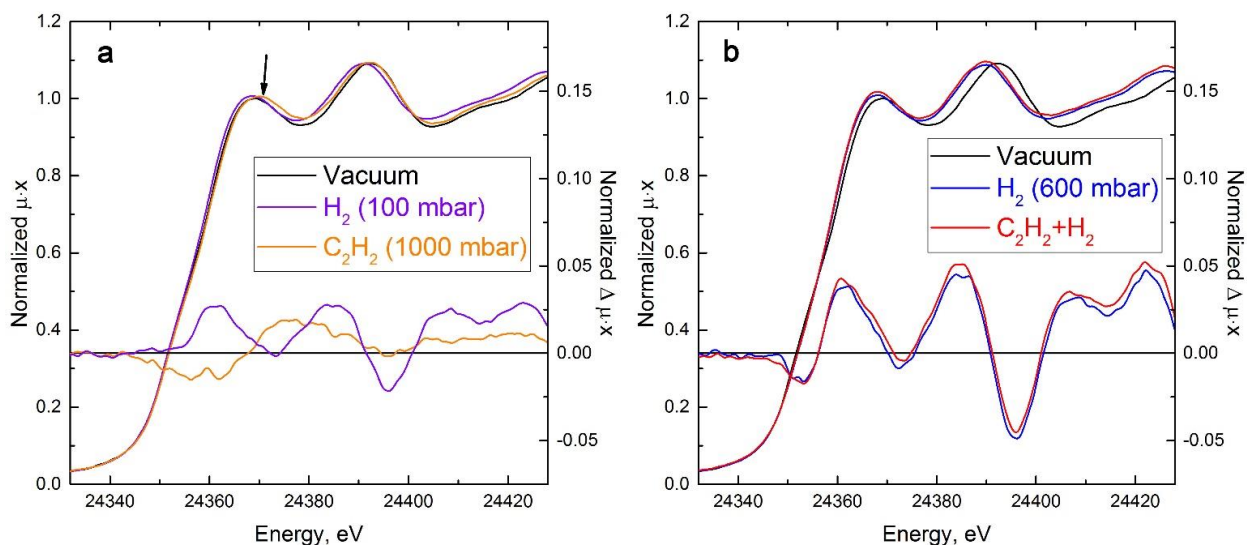 a
Normalized μ·x
1.2
1.0
0.8
0.6
0.4
0.2
0.0
Vacuum
H₂ (100 mbar)
C₂H₂ (1000 mbar)
0.15
0.10
0.05
0.00
-0.05
Normalized Δ μ·x
24340 24360 24380 24400 24420
Energy, eV
b
Normalized μ·x
1.2
1.0
0.8
0.6
0.4
0.2
0.0
Vacuum
H₂ (600 mbar)
C₂H₂+H₂
0.15
0.10
0.05
0.00
-0.05
Normalized Δ μ·x
24340 24360 24380 24400 24420
Energy, eV